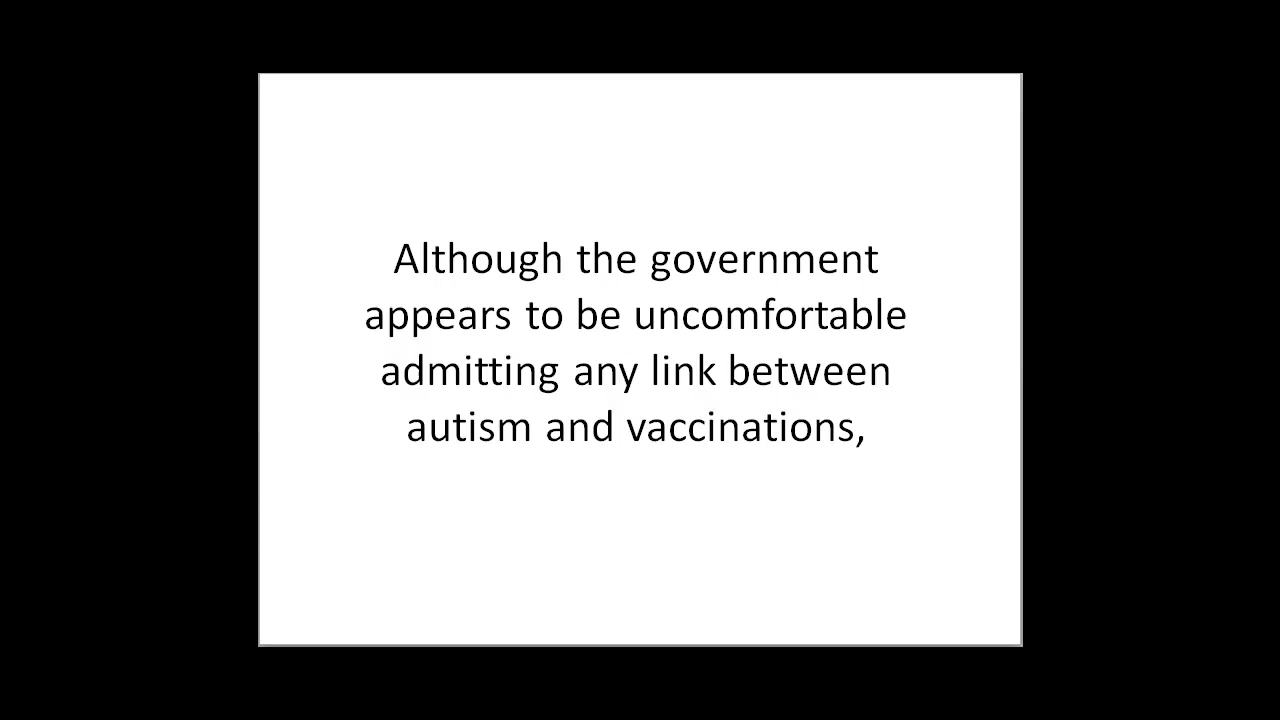 Although the government
appears to be uncomfortable
admitting any link between
autism and vaccinations,